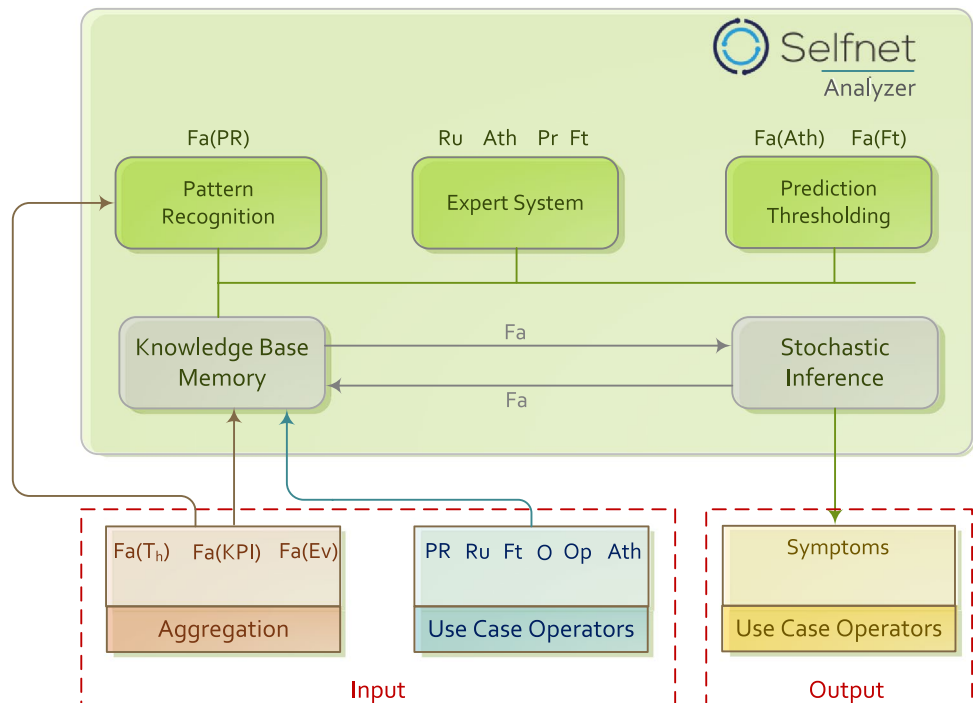 Selfnet
Analyzer
Fa(PR)
Ru Ath Pr Ft
Fa(Ath) Fa(Ft)
Pattern
Recognition
Expert System
Prediction
Thresholding
Knowledge Base
Memory
Fa
Fa
Stochastic
Inference
Fa(Th) Fa(KPI) Fa(Ev)
Aggregation
PR Ru Ft O Op Ath
Use Case Operators
Symptoms
Use Case Operators
Input
Output